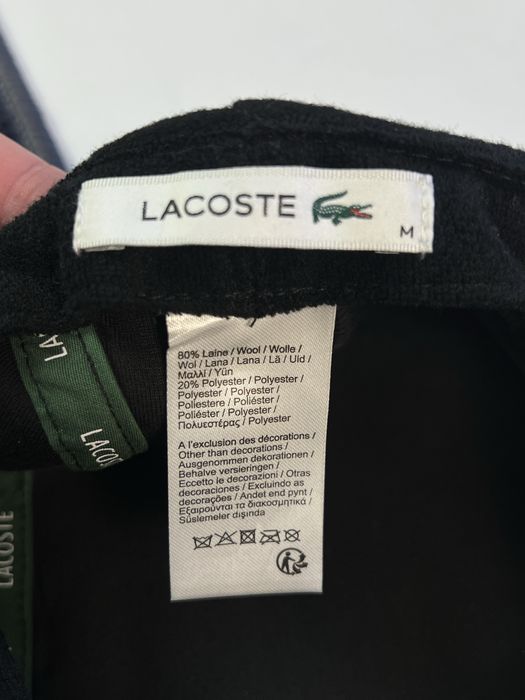 LACOSTE
M
80% Laine / Wool / Wolle /
Wol / Lana / Lana / Lã / Uld /
Μαλλί / Yün
20% Polyester / Polyester /
Polyester / Polyester /
Poliestere / Poliéster /
Poliéster / Polyester /
Πολυεστέρας / Polyester
A l'exclusion des décorations /
Other than decorations /
Ausgenommen dekorationen /
Behalve versieringen /
Eccetto le decorazioni / Otras
decoraciones / Excluindo as
decorações / Andet end pynt /
Εξαιρούνται τα διακοσμητικά /
Süslemeler dışında
LA
LACOS
LACOSTE